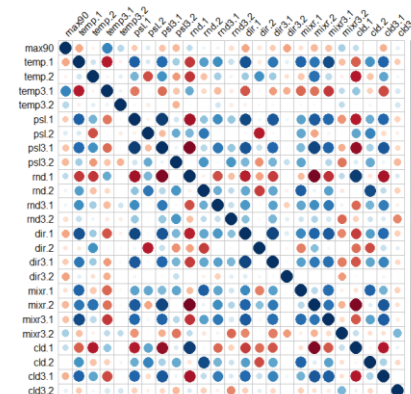 max90
temp.1
temp.2
temp3.1
temp3.2
psl.1
psl.2
psl3.1
psl3.2
rnd.1
rnd.2
rnd3.1
rnd3.2
dir.1
dir.2
dir3.1
dir3.2
mixr.1
mixr.2
mixr3.1
mixr3.2
cld.1
cld.2
cld3.1
max90
temp.1
temp.2
temp3.1
temp3.2
psl.1
psl.2
psl3.1
psl3.2
rnd.1
rnd.2
rnd3.1
rnd3.2
dir.1
dir.2
dir3.1
dir3.2
mixr.1
mixr.2
mixr3.1
mixr3.2
cld.1
cld.2
cld3.1
cld3.2